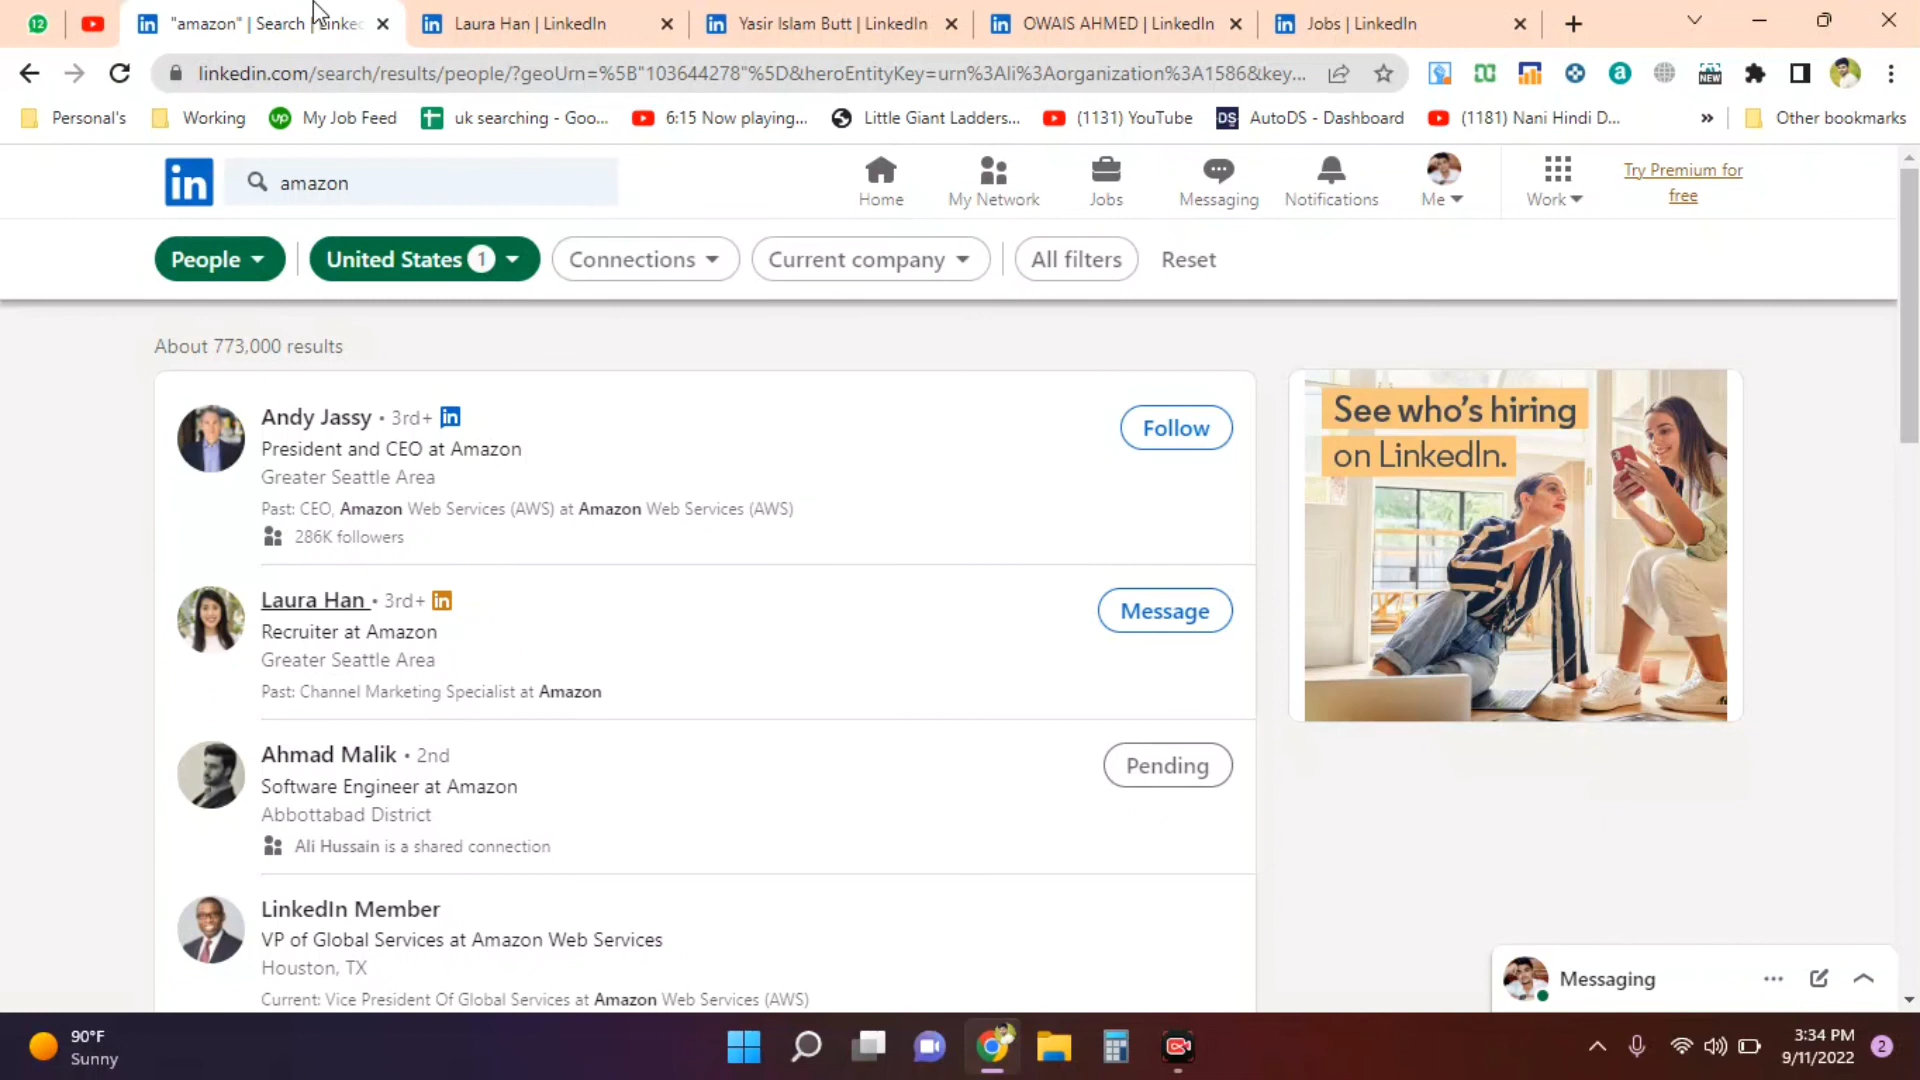 12
"amazon" | Search | Linke
Laura Han | LinkedIn
Yasir Islam Butt | LinkedIn
OWAIS AHMED | LinkedIn
Jobs | LinkedIn
linkedin.com/search/results/people/?geoUrn=%5B"103644278"%5D&heroEntityKey=urn%3Ali%3Aorganization%3A1586&key...
NEW
Personal's
Working
My Job Feed
uk searching - Goo...
6:15 Now playing...
Little Giant Ladders...
(1131) YouTube
AutoDS - Dashboard
(1181) Nani Hindi D...
Other bookmarks
in
amazon
Home
My Network
Jobs
Messaging
Notifications
Me
Work
Try Premium for
free
People
United States 1
Connections
Current company
All filters
Reset
About 773,000 results
Andy Jassy • 3rd+ in
President and CEO at Amazon
Greater Seattle Area
Past: CEO, Amazon Web Services (AWS) at Amazon Web Services (AWS)
286K followers
Follow
Laura Han • 3rd+ in
Recruiter at Amazon
Greater Seattle Area
Past: Channel Marketing Specialist at Amazon
Message
Ahmad Malik • 2nd
Software Engineer at Amazon
Abbottabad District
Ali Hussain is a shared connection
Pending
LinkedIn Member
VP of Global Services at Amazon Web Services
Houston, TX
Current: Vice President Of Global Services at Amazon Web Services (AWS)
See who's hiring
on LinkedIn.
Messaging
90°F
Sunny
3:34 PM
9/11/2022
2